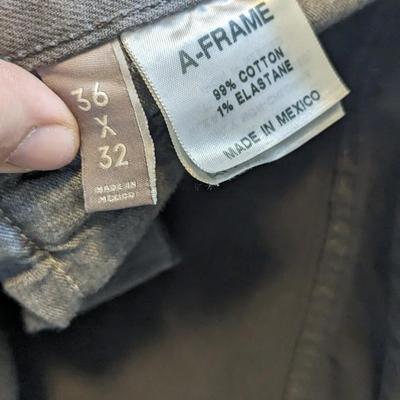 36
X
32
MADE IN
MEXICO
A-FRAME
99% COTTON
1% ELASTANE
MADE IN MEXICO